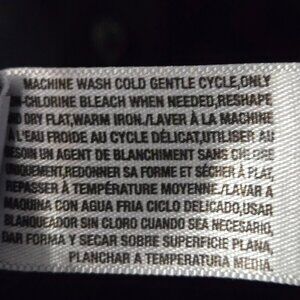 MACHINE WASH COLD GENTLE CYCLE,ONLY
NON-CHLORINE BLEACH WHEN NEEDED,RESHAPE
AND DRY FLAT,WARM IRON./LAVER À LA MACHINE
À L'EAU FROIDE AU CYCLE DÉLICAT,UTILISER AU
BESOIN UN AGENT DE BLANCHIMENT SANS CHLORE
UNIQUEMENT,REDONNER SA FORME ET SÉCHER À PLAT,
REPASSER À TEMPÉRATURE MOYENNE./LAVAR A
MAQUINA CON AGUA FRIA CICLO DELICADO,USAR
BLANQUEADOR SIN CLORO CUANDO SEA NECESARIO,
DAR FORMA Y SECAR SOBRE SUPERFICIE PLANA,
PLANCHAR A TEMPERATURA MEDIA.